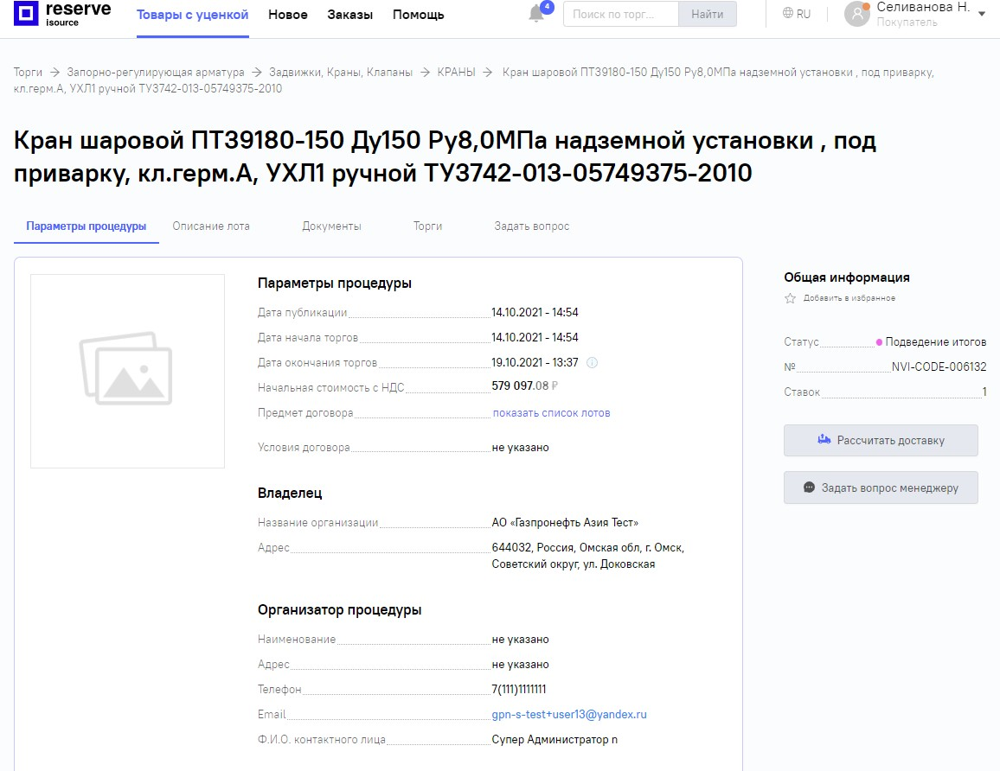 reserve
isource
Товары с уценкой
Новое
Заказы
Помощь
4
Поиск по торг...
Найти
RU
Селиванова Н.
Покупатель
Торги → Запорно-регулирующая арматура → Задвижки, Краны, Клапаны → КРАНЫ → Кран шаровой ПТ39180-150 Ду150 Ру8,0МПа надземной установки , под приварку,
кл.герм.А, УХЛ1 ручной ТУ3742-013-05749375-2010
Кран шаровой ПТ39180-150 Ду150 Ру8,0МПа надземной установки , под
приварку, кл.герм.А, УХЛ1 ручной ТУ3742-013-05749375-2010
Параметры процедуры
Описание лота
Документы
Торги
Задать вопрос
Параметры процедуры
Дата публикации 14.10.2021 - 14:54
Дата начала торгов 14.10.2021 - 14:54
Дата окончания торгов 19.10.2021 - 13:37
Начальная стоимость с НДС 579 097.08 ₽
Предмет договора показать список лотов
Условия договора не указано
Владелец
Название организации АО «Газпронефть Азия Тест»
Адрес 644032, Россия, Омская обл, г. Омск,
Советский округ, ул. Доковская
Организатор процедуры
Наименование не указано
Адрес не указано
Телефон 7(111)1111111
Email gpn-s-test+user13@yandex.ru
Ф.И.О. контактного лица Супер Администратор п
Общая информация
Добавить в избранное
Статус Подведение итогов
№ NVI-CODE-006132
Ставок 1
Рассчитать доставку
Задать вопрос менеджеру